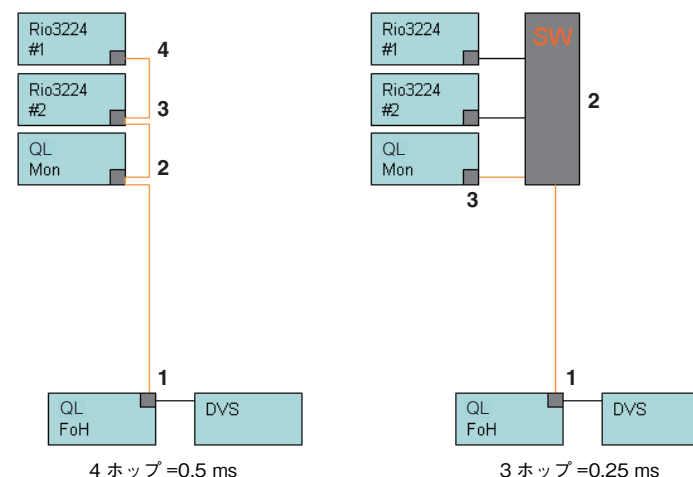 Rio3224
#1
4
Rio3224
#2
3
QL
Mon
2
1
QL
FoH
DVS
4 ホップ =0.5 ms
Rio3224
#1
SW
Rio3224
#2
2
QL
Mon
3
1
QL
FoH
DVS
3 ホップ =0.25 ms